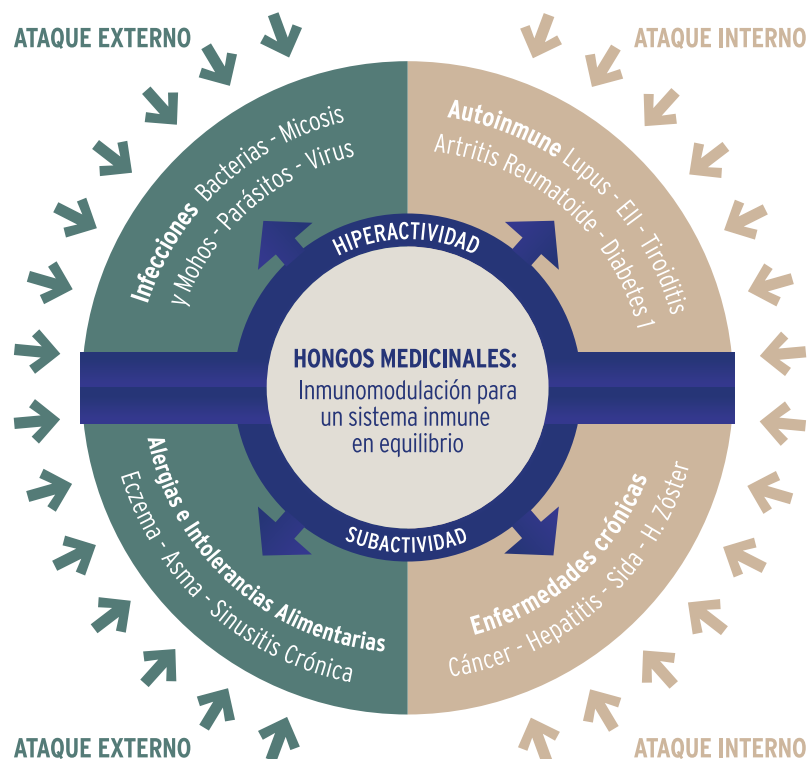 ATAQUE EXTERNO
ATAQUE INTERNO
Infecciones Bacterias - Micosis
y Mohos - Parásitos - Virus
Autoinmune Lupus - EII - Tiroiditis
Artritis Reumatoide - Diabetes 1
HIPERACTIVIDAD
HONGOS MEDICINALES:
Inmunomodulación para
un sistema inmune
en equilibrio
SUBACTIVIDAD
Alergias e Intolerancias Alimentarias
Eczema - Asma - Sinusitis Crónica
Enfermedades crónicas
Cáncer - Hepatitis - Sida - H. Zóster
ATAQUE EXTERNO
ATAQUE INTERNO